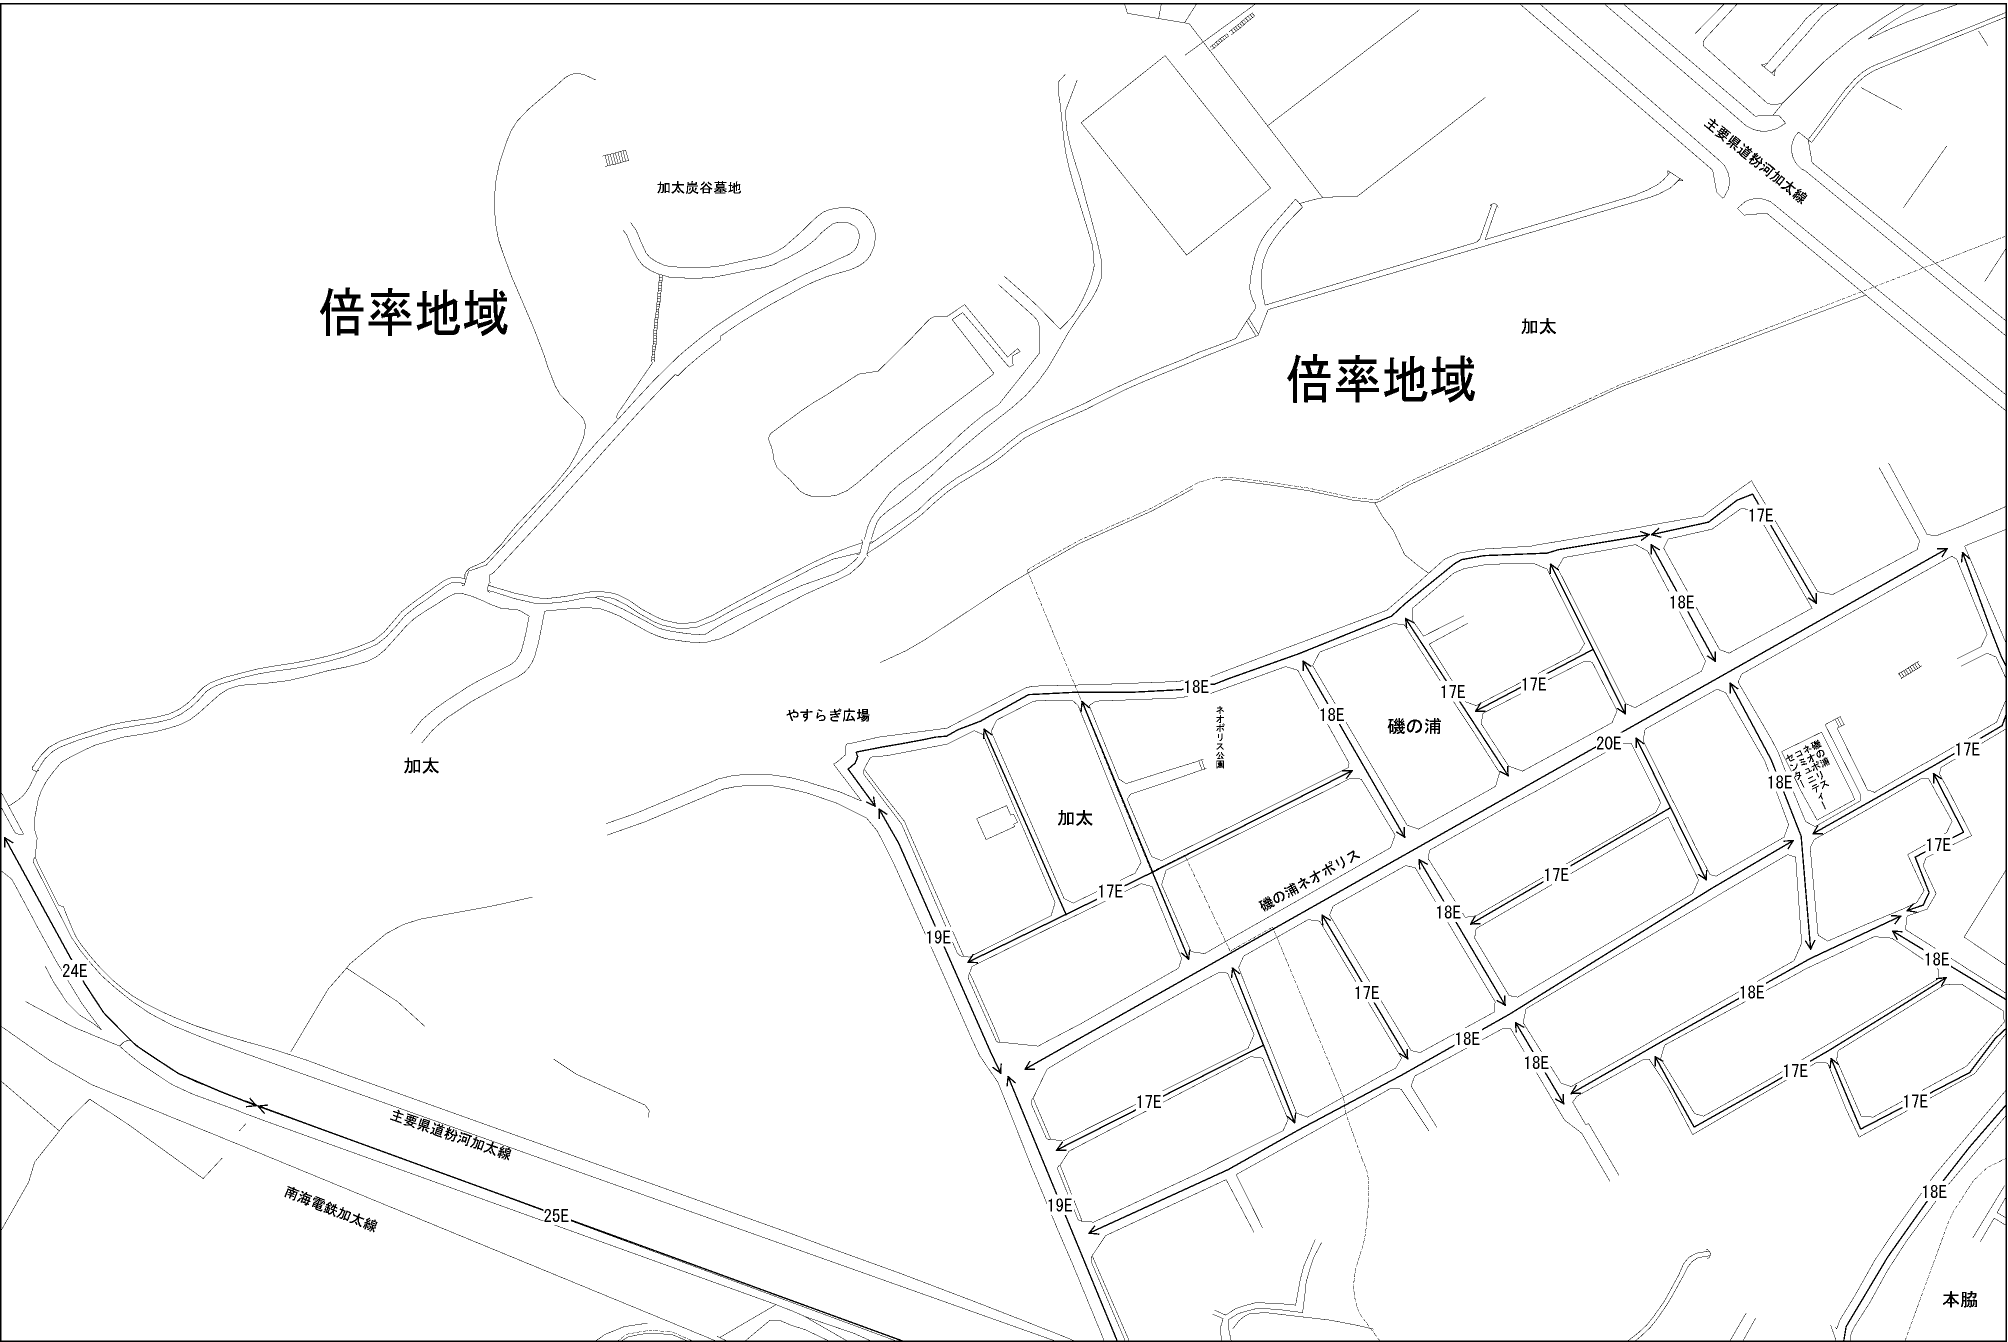 主要県道粉河加太線
加太炭谷墓地
倍率地域
加太
倍率地域
17E
18E
18E
17E
17E
やすらぎ広場
ネオポリス公園
18E
磯の浦
20E
17E
加太
18E
磯の浦
ネオポリス
コミュニティー
センター
加太
17E
17E
磯の浦ネオポリス
17E
18E
19E
24E
18E
17E
18E
18E
18E
17E
17E
17E
主要県道粉河加太線
南海電鉄加太線
19E
18E
25E
本脇